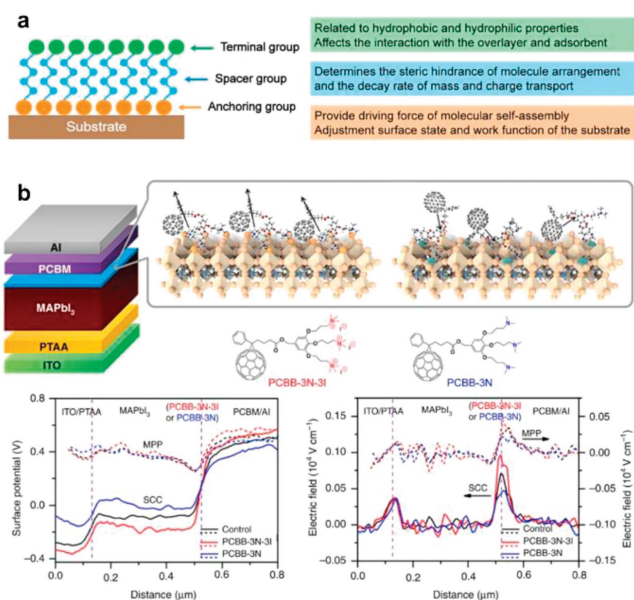 a
Terminal group
Spacer group
Anchoring group
Substrate
Related to hydrophobic and hydrophilic properties
Affects the interaction with the overlayer and adsorbent
Determines the steric hindrance of molecule arrangement
and the decay rate of mass and charge transport
Provide driving force of molecular self-assembly
Adjustment surface state and work function of the substrate
b
Al
PCBM
MAPbI3
PTAA
ITO
PCBB-3N-3I
PCBB-3N
ITO/PTAA
MAPbI3
(PCBB-3N-3I
or PCBB-3N)
PCBM/Al
MPP
SCC
Control
PCBB-3N-3I
PCBB-3N
Surface potential (V)
0.8
0.4
0.0
−0.4
0.0
0.2
0.4
0.6
0.8
Distance (μm)
ITO/PTAA
MAPbI3
(PCBB-3N-3I
or PCBB-3N)
PCBM/Al
MPP
SCC
Control
PCBB-3N-3I
PCBB-3N
Electric field (10⁴ V cm⁻¹)
0.15
0.10
0.05
0.00
−0.05
0.05
0.00
−0.05
−0.10
Electric field (10⁴ V cm⁻¹)
0.0
0.2
0.4
0.6
0.8
Distance (μm)